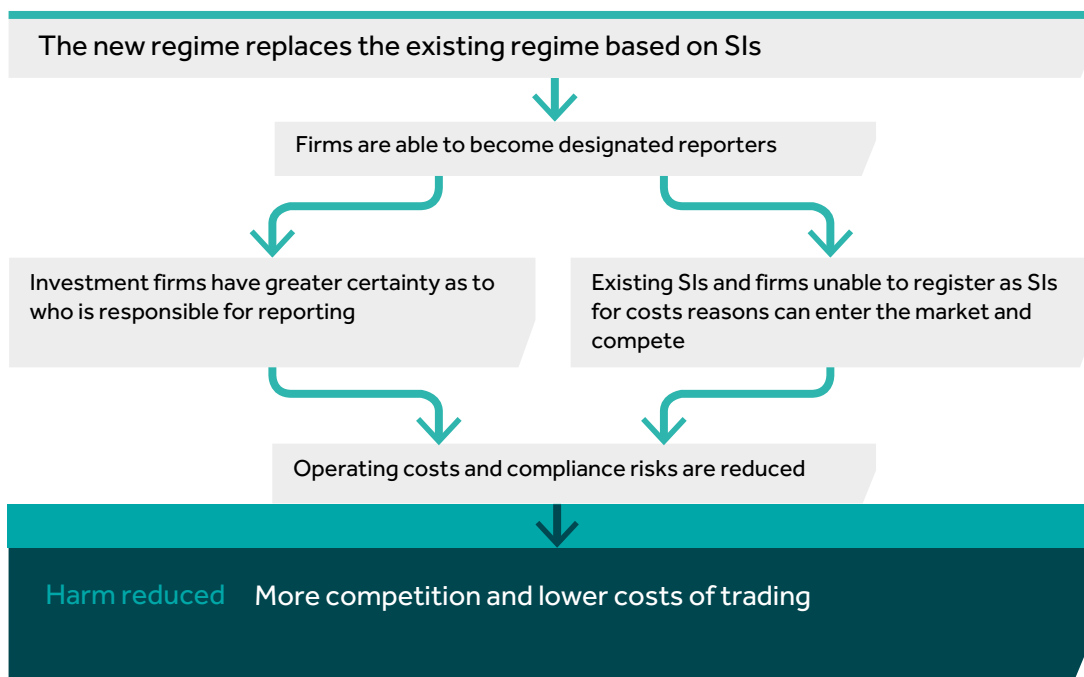 The new regime replaces the existing regime based on SIs
Firms are able to become designated reporters
Investment firms have greater certainty as to
who is responsible for reporting
Existing SIs and firms unable to register as SIs
for costs reasons can enter the market and
compete
Operating costs and compliance risks are reduced
Harm reduced More competition and lower costs of trading